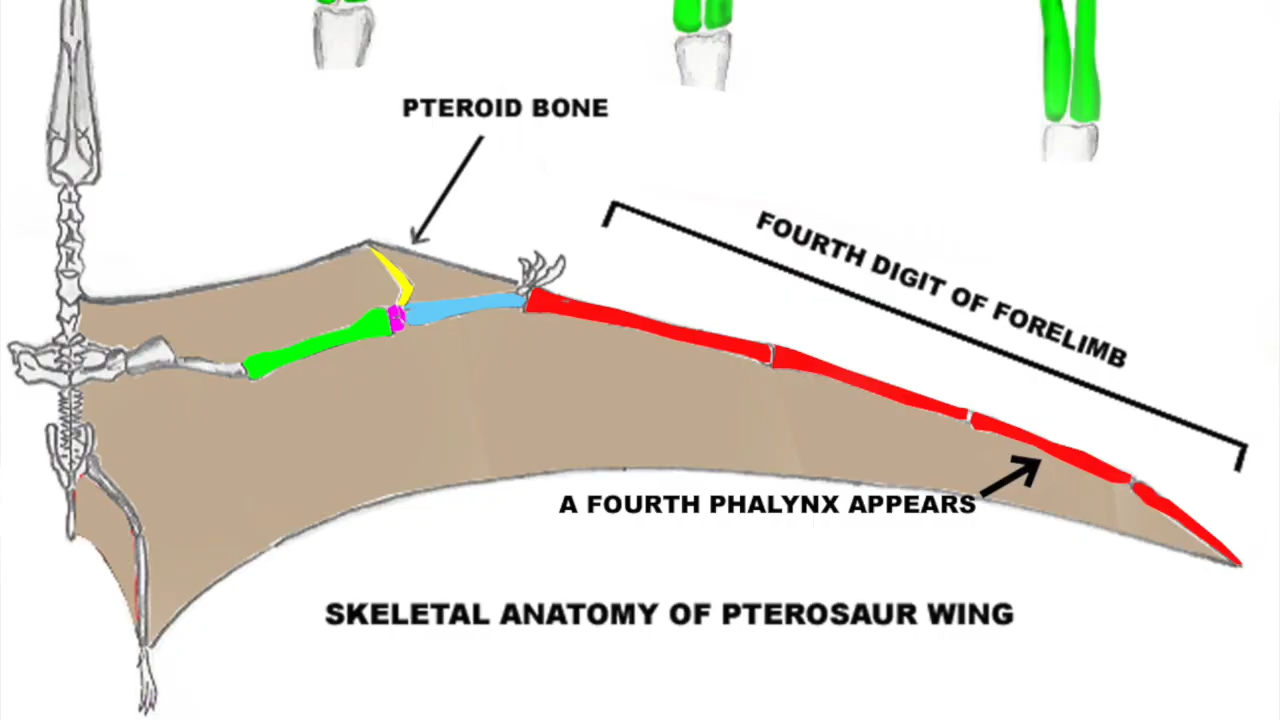 PTEROID BONE
FOURTH DIGIT OF FORELIMB
A FOURTH PHALYNX APPEARS
SKELETAL ANATOMY OF PTEROSAUR WING